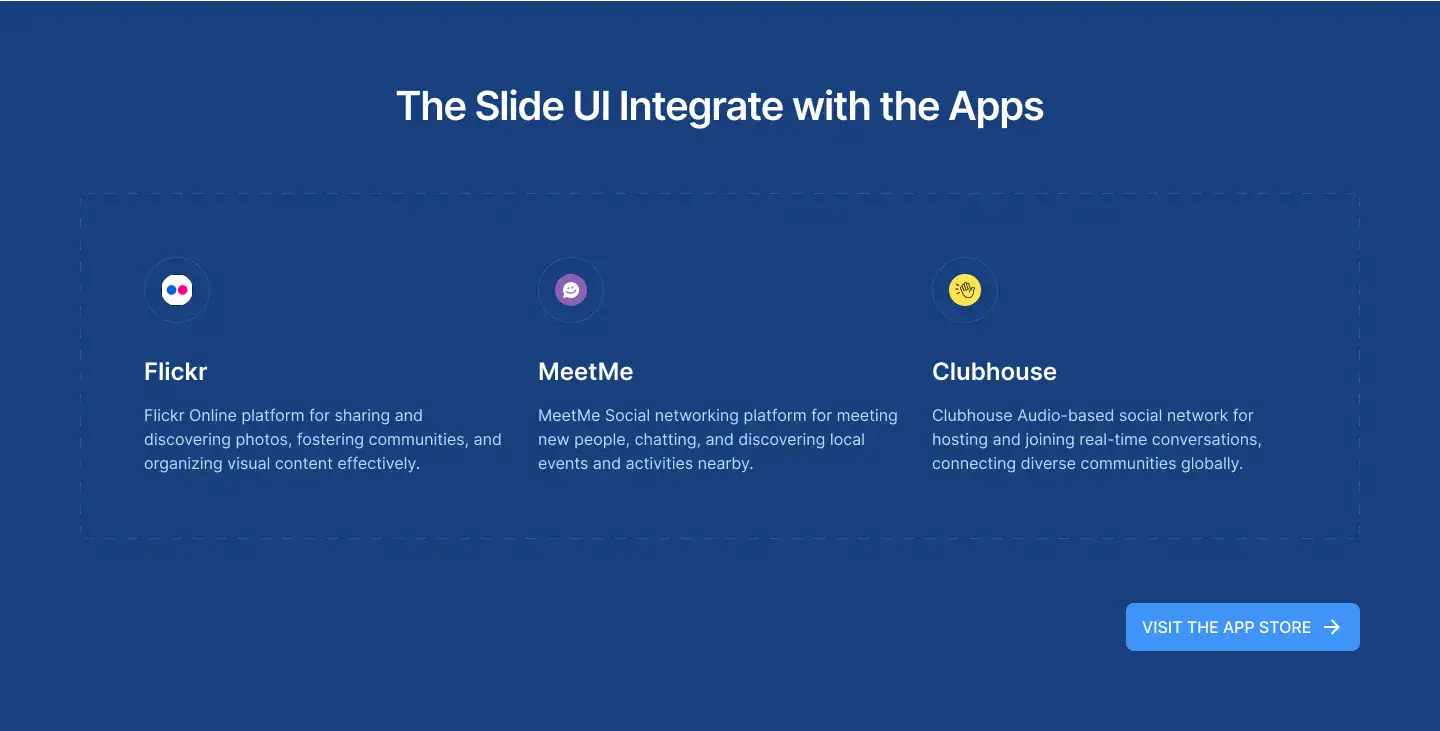 The Slide UI Integrate with the Apps
Flickr
Flickr Online platform for sharing and
discovering photos, fostering communities, and
organizing visual content effectively.
MeetMe
MeetMe Social networking platform for meeting
new people, chatting, and discovering local
events and activities nearby.
Clubhouse
Clubhouse Audio-based social network for
hosting and joining real-time conversations,
connecting diverse communities globally.
VISIT THE APP STORE